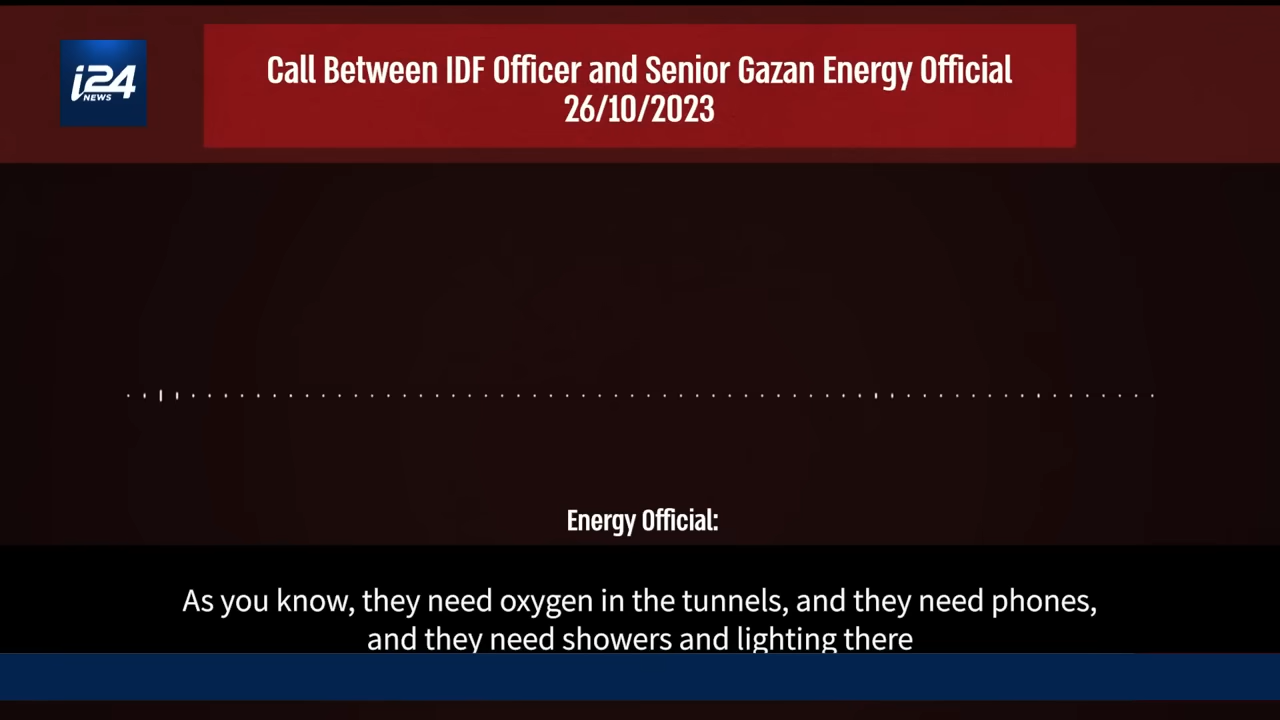 i24
NEWS
Call Between IDF Officer and Senior Gazan Energy Official
26/10/2023
Energy Official:
As you know, they need oxygen in the tunnels, and they need phones,
and they need showers and lighting there